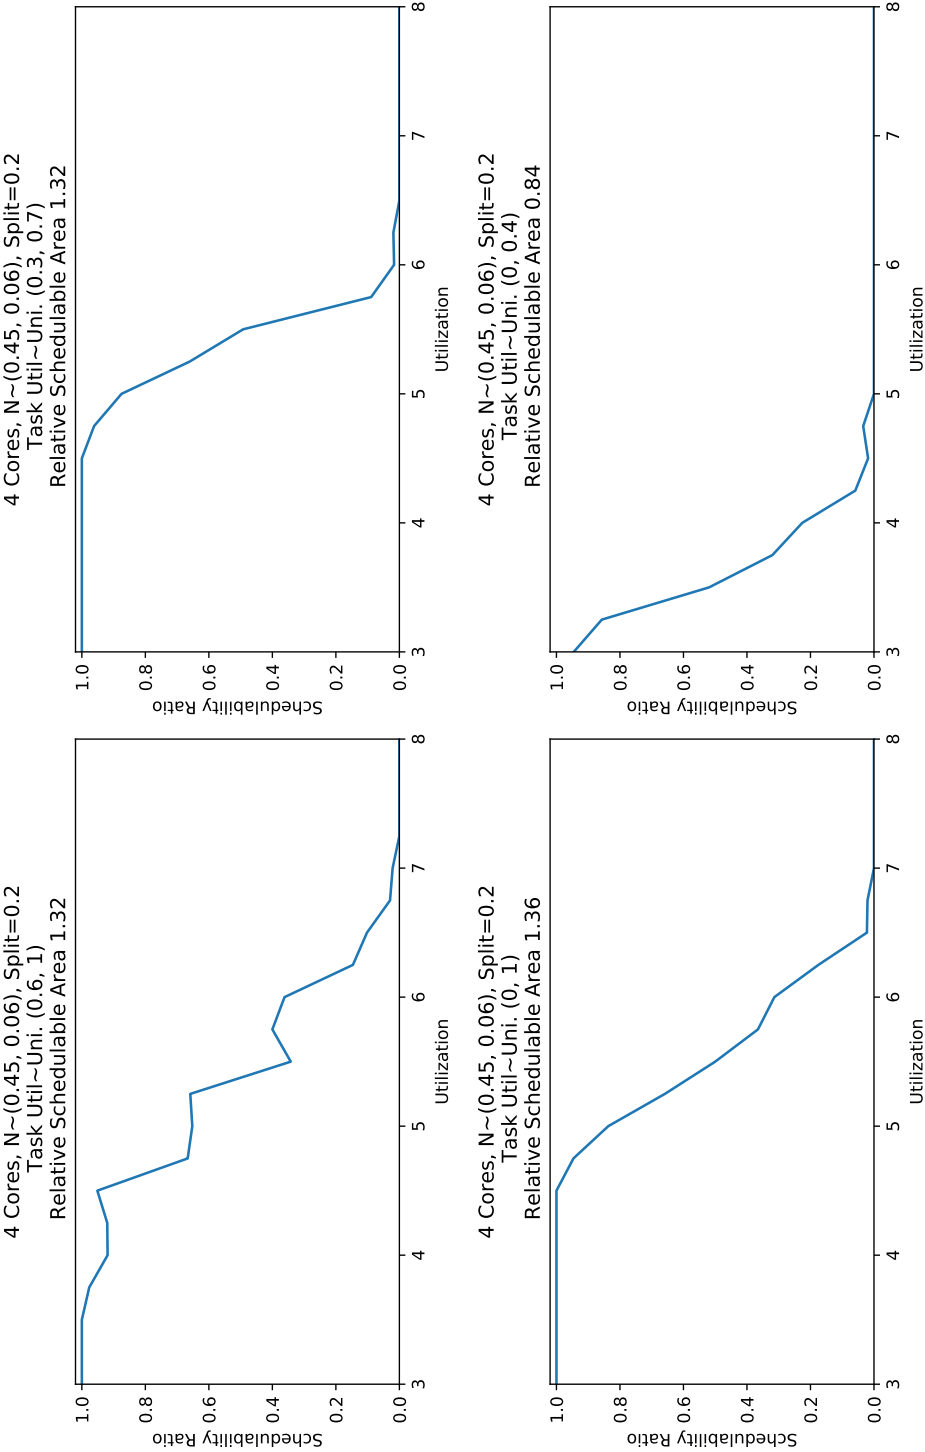 4 Cores, N~(0.45, 0.06), Split=0.2
Task Util~Uni. (0.6, 1)
Relative Schedulable Area 1.32
1.0
0.8
0.6
0.4
0.2
0.0
Schedulability Ratio
3
4
5
6
7
8
Utilization
4 Cores, N~(0.45, 0.06), Split=0.2
Task Util~Uni. (0.3, 0.7)
Relative Schedulable Area 1.32
1.0
0.8
0.6
0.4
0.2
0.0
Schedulability Ratio
3
4
5
6
7
8
Utilization
4 Cores, N~(0.45, 0.06), Split=0.2
Task Util~Uni. (0, 1)
Relative Schedulable Area 1.36
1.0
0.8
0.6
0.4
0.2
0.0
Schedulability Ratio
3
4
5
6
7
8
Utilization
4 Cores, N~(0.45, 0.06), Split=0.2
Task Util~Uni. (0, 0.4)
Relative Schedulable Area 0.84
1.0
0.8
0.6
0.4
0.2
0.0
Schedulability Ratio
3
4
5
6
7
8
Utilization